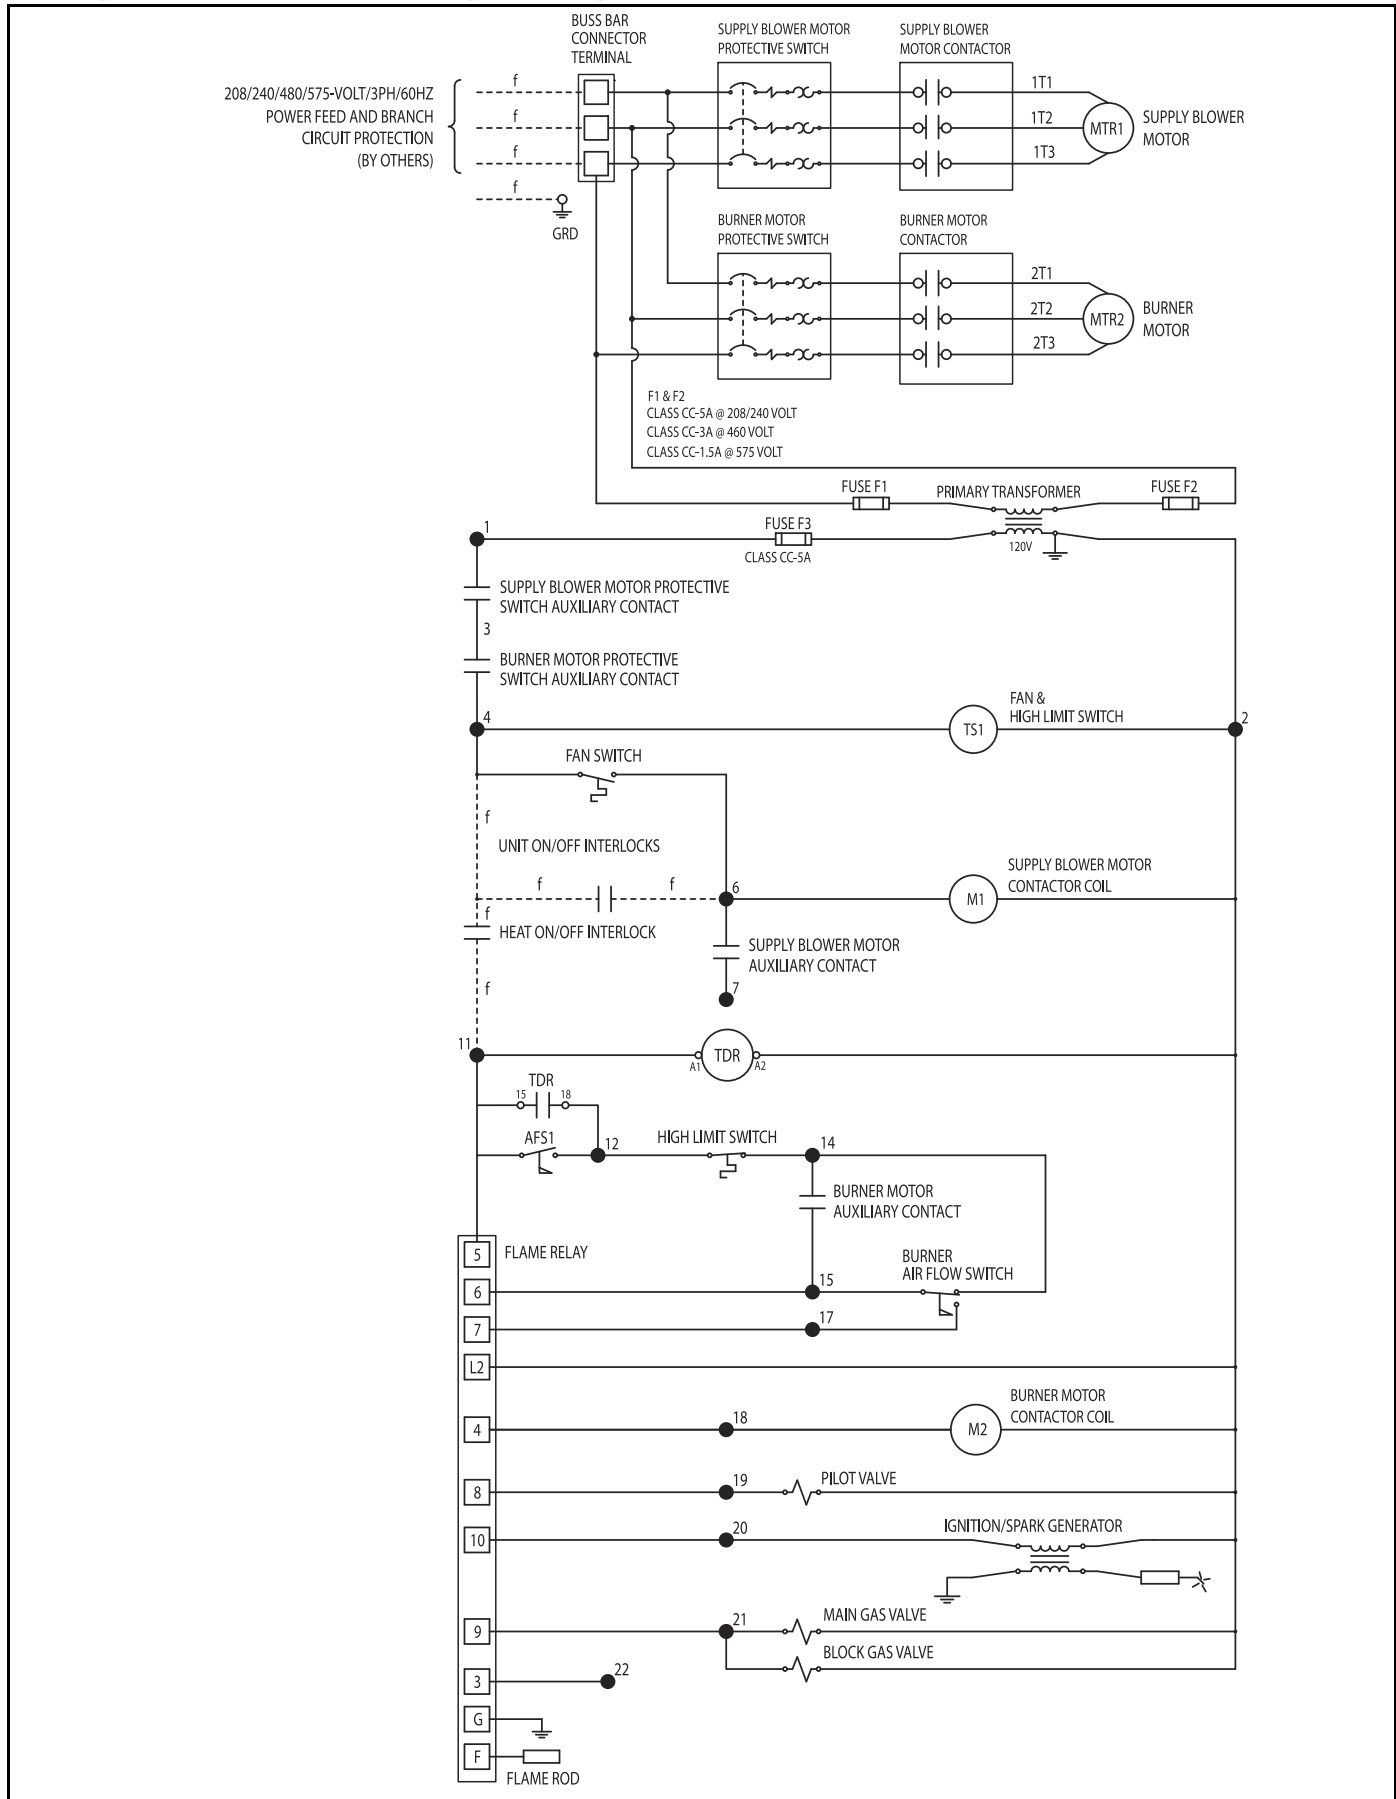 BUSS BAR
CONNECTOR
TERMINAL
SUPPLY BLOWER MOTOR
PROTECTIVE SWITCH
SUPPLY BLOWER
MOTOR CONTACTOR
208/240/480/575-VOLT/3PH/60HZ
POWER FEED AND BRANCH
CIRCUIT PROTECTION
(BY OTHERS)
f
f
f
f
GRD
1T1
1T2
1T3
MTR1
SUPPLY BLOWER
MOTOR
BURNER MOTOR
PROTECTIVE SWITCH
BURNER MOTOR
CONTACTOR
2T1
2T2
2T3
MTR2
BURNER
MOTOR
F1 & F2
CLASS CC-5A @ 208/240 VOLT
CLASS CC-3A @ 460 VOLT
CLASS CC-1.5A @ 575 VOLT
FUSE F1
PRIMARY TRANSFORMER
FUSE F2
1
FUSE F3
CLASS CC-5A
120V
SUPPLY BLOWER MOTOR PROTECTIVE
SWITCH AUXILIARY CONTACT
3
BURNER MOTOR PROTECTIVE
SWITCH AUXILIARY CONTACT
4
TS1
FAN &
HIGH LIMIT SWITCH
2
FAN SWITCH
f
UNIT ON/OFF INTERLOCKS
f
f
6
M1
SUPPLY BLOWER MOTOR
CONTACTOR COIL
f
HEAT ON/OFF INTERLOCK
SUPPLY BLOWER MOTOR
AUXILIARY CONTACT
f
7
11
A1
TDR
A2
TDR
15
18
AFS1
12
HIGH LIMIT SWITCH
14
BURNER MOTOR
AUXILIARY CONTACT
5
FLAME RELAY
BURNER
AIR FLOW SWITCH
6
15
7
17
L2
4
18
M2
BURNER MOTOR
CONTACTOR COIL
8
19
PILOT VALVE
10
20
IGNITION/SPARK GENERATOR
9
21
MAIN GAS VALVE
BLOCK GAS VALVE
3
22
G
F
FLAME ROD